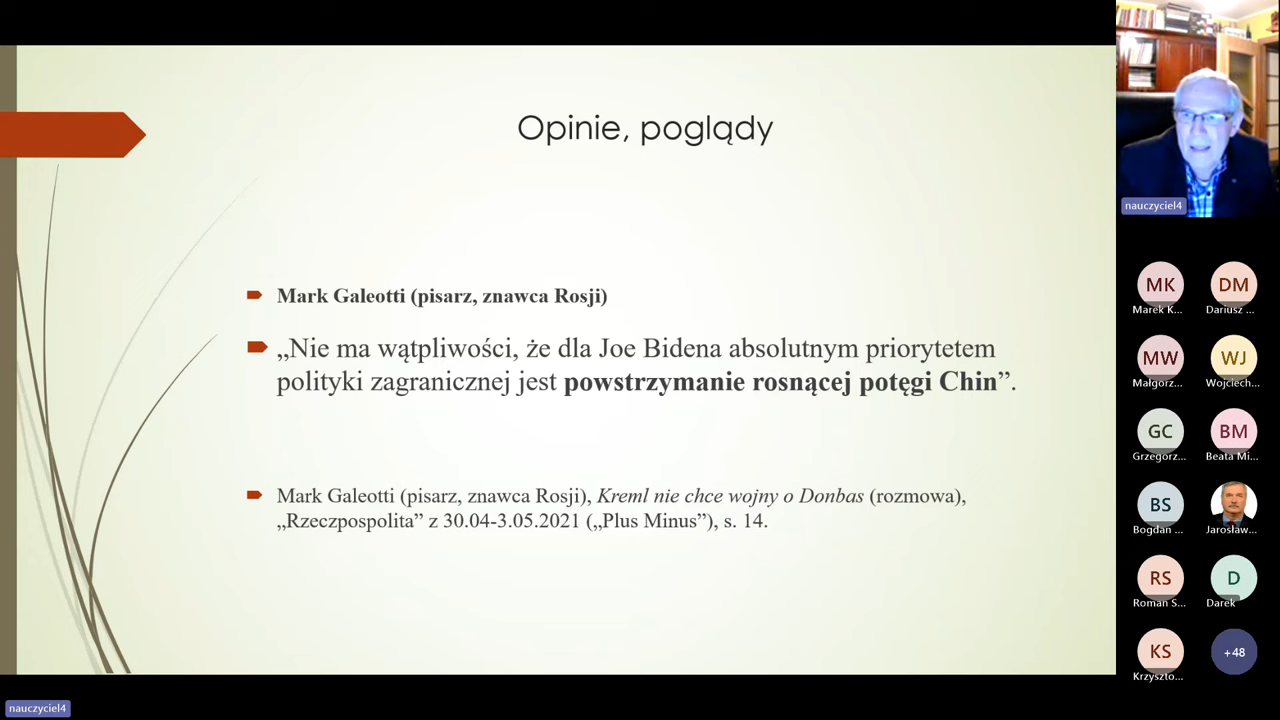 Opinie, poglądy
Mark Galeotti (pisarz, znawca Rosji)
„Nie ma wątpliwości, że dla Joe Bidena absolutnym priorytetem
polityki zagranicznej jest powstrzymanie rosnącej potęgi Chin”.
Mark Galeotti (pisarz, znawca Rosji), Kreml nie chce wojny o Donbas (rozmowa),
„Rzeczpospolita” z 30.04-3.05.2021 („Plus Minus”), s. 14.
nauczyciel4
MK
Marek K...
DM
Dariusz ...
MW
Małgorz...
WJ
Wojciech...
GC
Grzegorz...
BM
Beata Mi...
BS
Bogdan ...
Jarosław...
RS
Roman S...
D
Darek
KS
Krzyszto...
+48
nauczyciel4